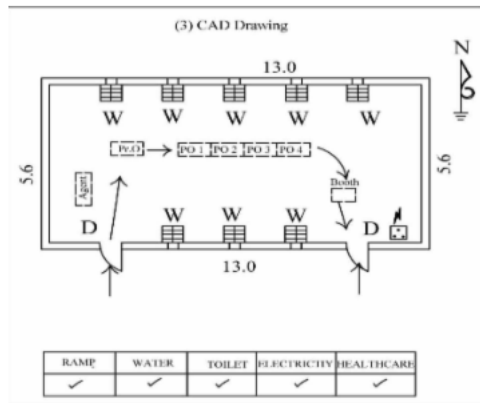 (3) CAD Drawing
N
13.0
W W W W W
Pr.O PO 1 PO 2 PO 3 PO 4
5.6 5.6
Agent Booth
W W W
D D
13.0
RAMP WATER TOILET ELECTRICITY HEALTHCARE
✓ ✓ ✓ ✓ ✓